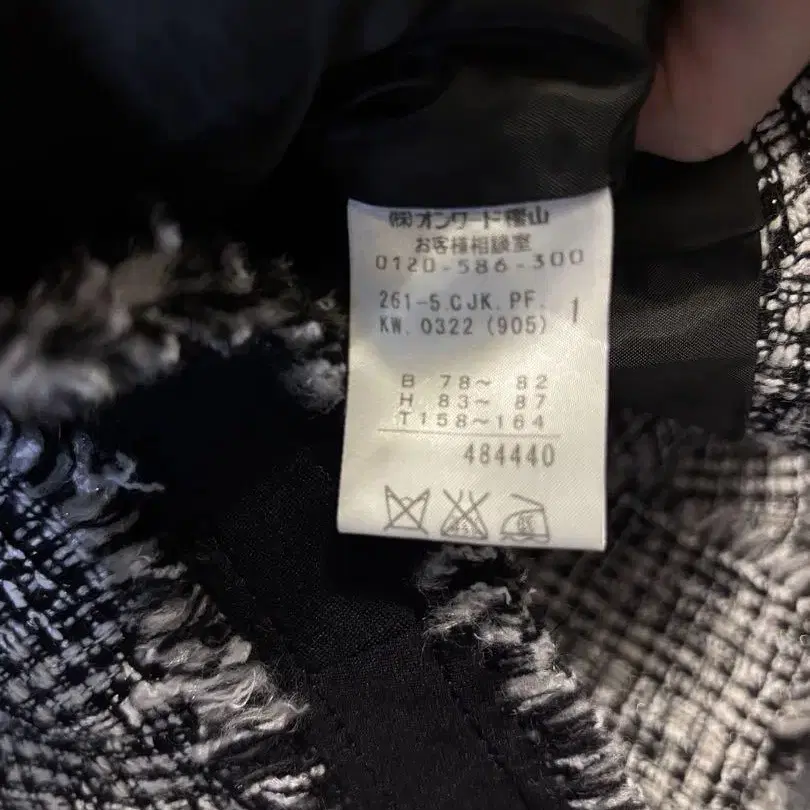 ㈱オンワード樫山
お客様相談室
0120-586-300
261-5.CJK.PF. 1
KW.0322 (905)
B 78~ 82
H 83~ 87
T158~164
484440